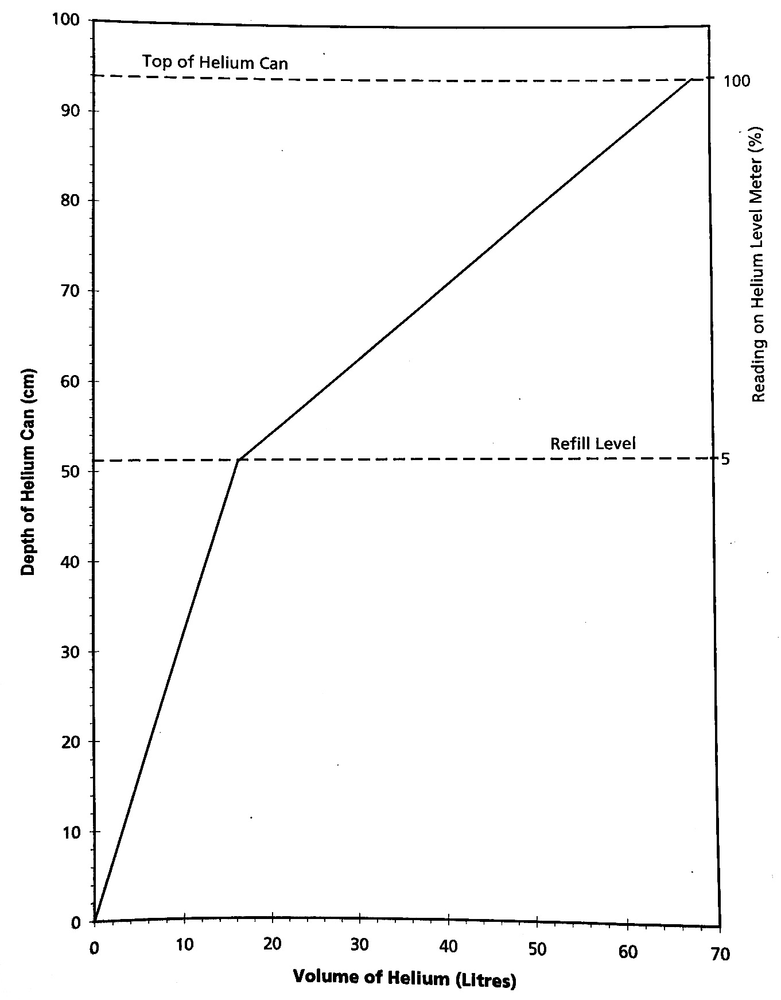 100
Top of Helium Can
100
90
80
70
60
50
40
30
20
10
0
Refill Level
5
Depth of Helium Can (cm)
Reading on Helium Level Meter (%)
0 10 20 30 40 50 60 70
Volume of Helium (Litres)